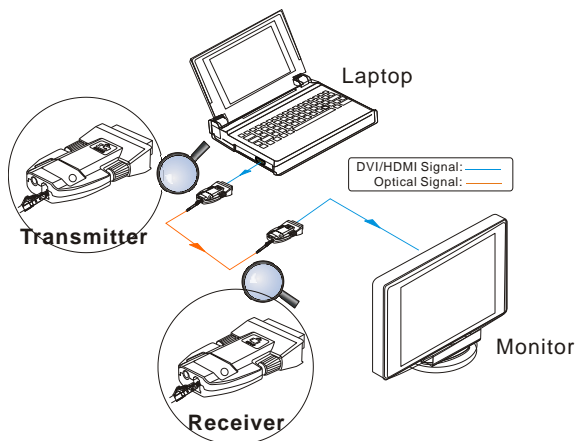 Laptop
DVI/HDMI Signal:
Optical Signal:
Transmitter
Monitor
Receiver